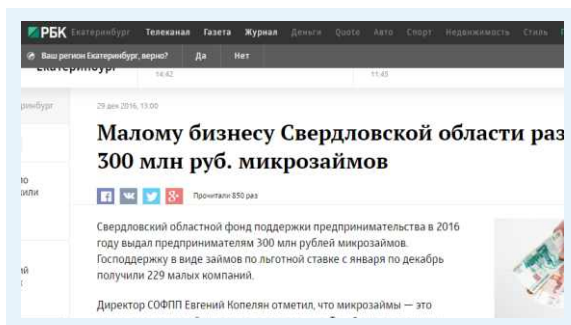 РБК Екатеринбург Телеканал Газета Журнал Деньги Quote Авто Спорт Недвижимость Стиль
Ваш регион Екатеринбург, верно? Да Нет
Екатеринбург
14:42 11:45
29 дек 2016, 13:00
Малому бизнесу Свердловской области раз
300 млн руб. микрозаймов
Прочитали 850 раз
Свердловский областной фонд поддержки предпринимательства в 2016
году выдал предпринимателям 300 млн рублей микрозаймов.
Господдержку в виде займов по льготной ставке с января по декабрь
получили 229 малых компаний.
Директор СОФПП Евгений Копелян отметил, что микрозаймы — это